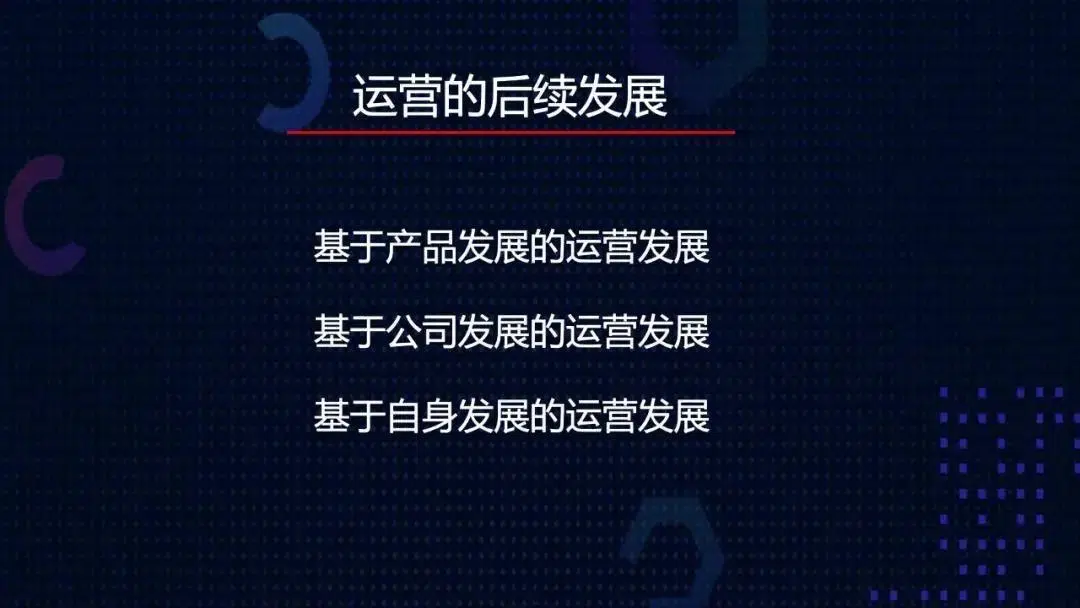 运营的后续发展
基于产品发展的运营发展
基于公司发展的运营发展
基于自身发展的运营发展